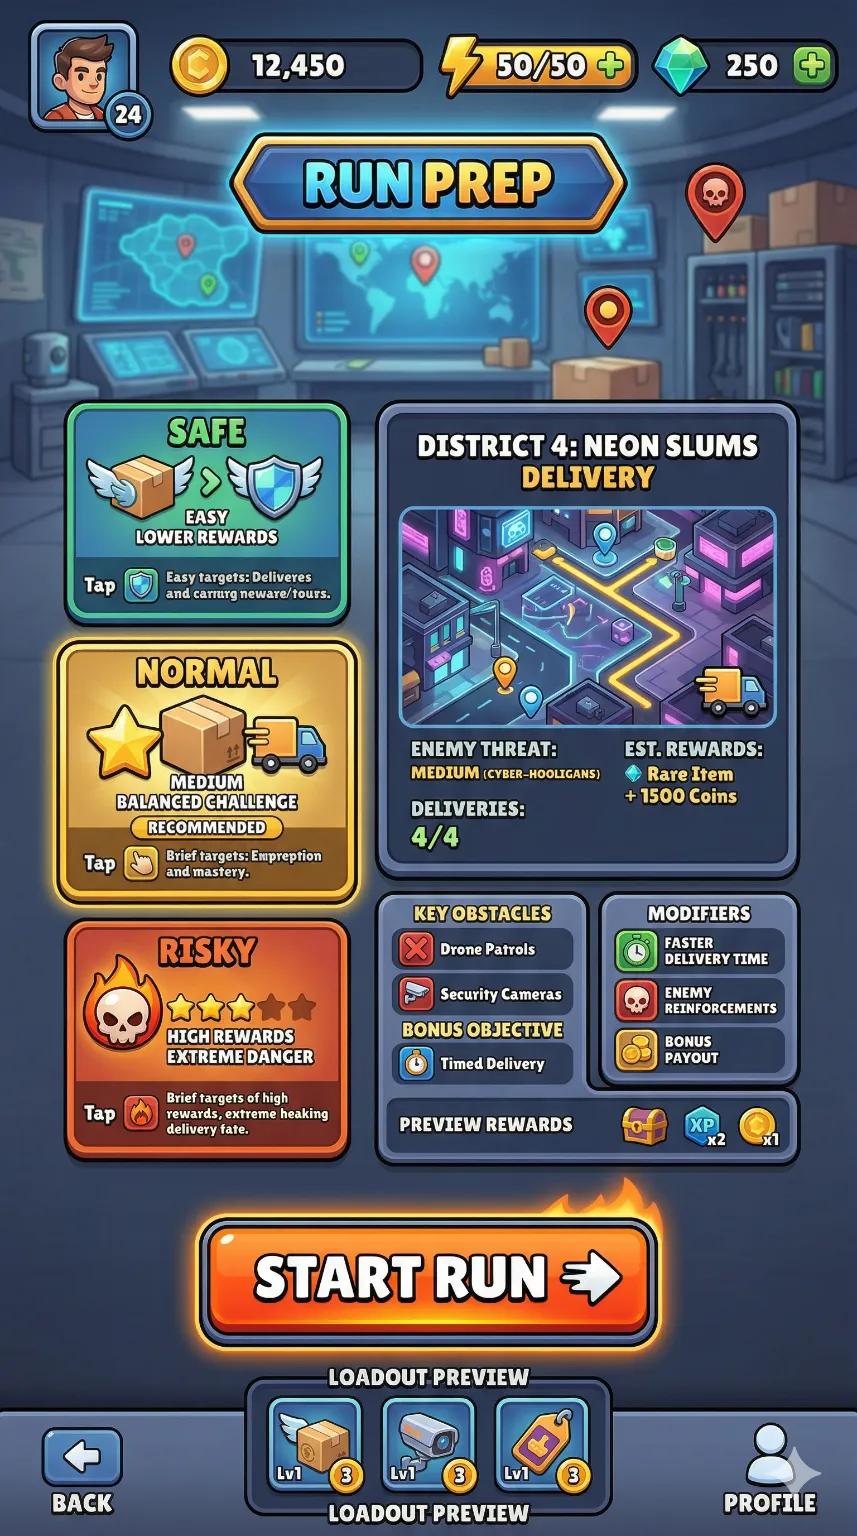 12,450
50/50
250
24
RUN PREP
SAFE
EASY
LOWER REWARDS
Tap
Easy targets: Deliveres
and carrurg neware/tours.
NORMAL
MEDIUM
BALANCED CHALLENGE
RECOMMENDED
Tap
Brief targets: Empreption
and mastery.
RISKY
HIGH REWARDS
EXTREME DANGER
Tap
Brief targets of high
rewards, extreme heaking
delivery fate.
DISTRICT 4: NEON SLUMS
DELIVERY
ENEMY THREAT:
MEDIUM (CYBER-HOOLIGANS)
DELIVERIES:
4/4
EST. REWARDS:
Rare Item
+ 1500 Coins
KEY OBSTACLES
Drone Patrols
Security Cameras
BONUS OBJECTIVE
Timed Delivery
MODIFIERS
FASTER
DELIVERY TIME
ENEMY
REINFORCEMENTS
BONUS
PAYOUT
PREVIEW REWARDS
XP
x2
x1
START RUN
LOADOUT PREVIEW
Lv1
3
Lv1
3
Lv1
3
BACK
LOADOUT PREVIEW
PROFILE